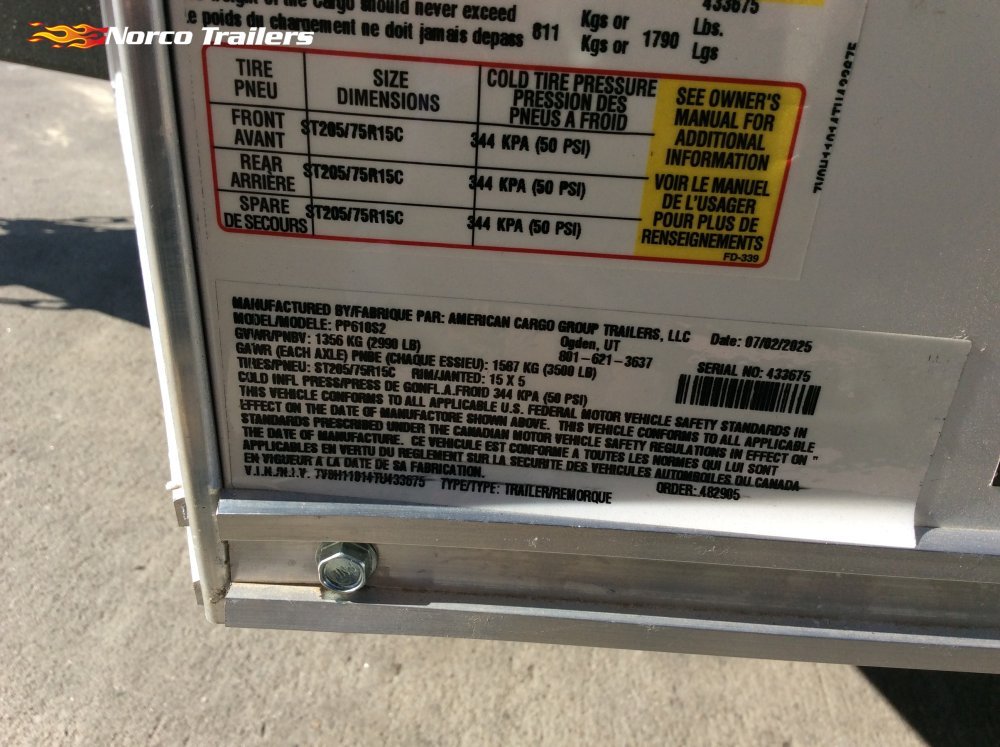 Norco Trailers
of the Cargo should never exceed
le poids du chargement ne doit jamais depass 811 Kgs or 1790 Lbs.
Kgs or Lgs
433675
TIRE PNEU SIZE DIMENSIONS COLD TIRE PRESSURE PRESSION DES PNEUS A FROID
FRONT AVANT ST205/75R15C 344 KPA (50 PSI)
REAR ARRIÈRE ST205/75R15C 344 KPA (50 PSI)
SPARE DE SECOURS ST205/75R15C 344 KPA (50 PSI)
SEE OWNER'S
MANUAL FOR
ADDITIONAL
INFORMATION
VOIR LE MANUEL
DE L'USAGER
POUR PLUS DE
RENSEIGNEMENTS
FD-339
MANUFACTURED BY/FABRIQUE PAR: AMERICAN CARGO GROUP TRAILERS, LLC Date: 07/02/2025
MODEL/MODELE: PP618S2 Ogden, UT
GVWR/PNBV: 1356 KG (2990 LB) 801-621-3637
GAWR (EACH AXLE) PNBE (CHAQUE ESSIEU): 1587 KG (3500 LB) SERIAL NO: 433675
TIRES/PNEU: ST205/75R15C RIM/JANTED: 15 X 5
COLD INFL PRESS/PRESS DE GONFL.A.FROID 344 KPA (50 PSI)
THIS VEHICLE CONFORMS TO ALL APPLICABLE U.S. FEDERAL MOTOR VEHICLE SAFETY STANDARDS IN
EFFECT ON THE DATE OF MANUFACTURE SHOWN ABOVE. THIS VEHICLE CONFORMS TO ALL APPLICABLE
STANDARDS PRESCRIBED UNDER THE CANADIAN MOTOR VEHICLE SAFETY REGULATIONS IN EFFECT ON "
THE DATE OF MANUFACTURE. CE VEHICULE EST CONFORME A TOUTES LES NORMES QUI LUI SONT
APPLICABLES EN VERTU DU REGLEMENT SUR LA SECURITE DES VEHICULES AUTOMOBILES DU CANADA
EN VIGUEUR A LA DATE DE SA FABRICATION.
V.I.N./N.I.V. TYPE/TYPE: TRAILER/REMORQUE ORDER: 482905